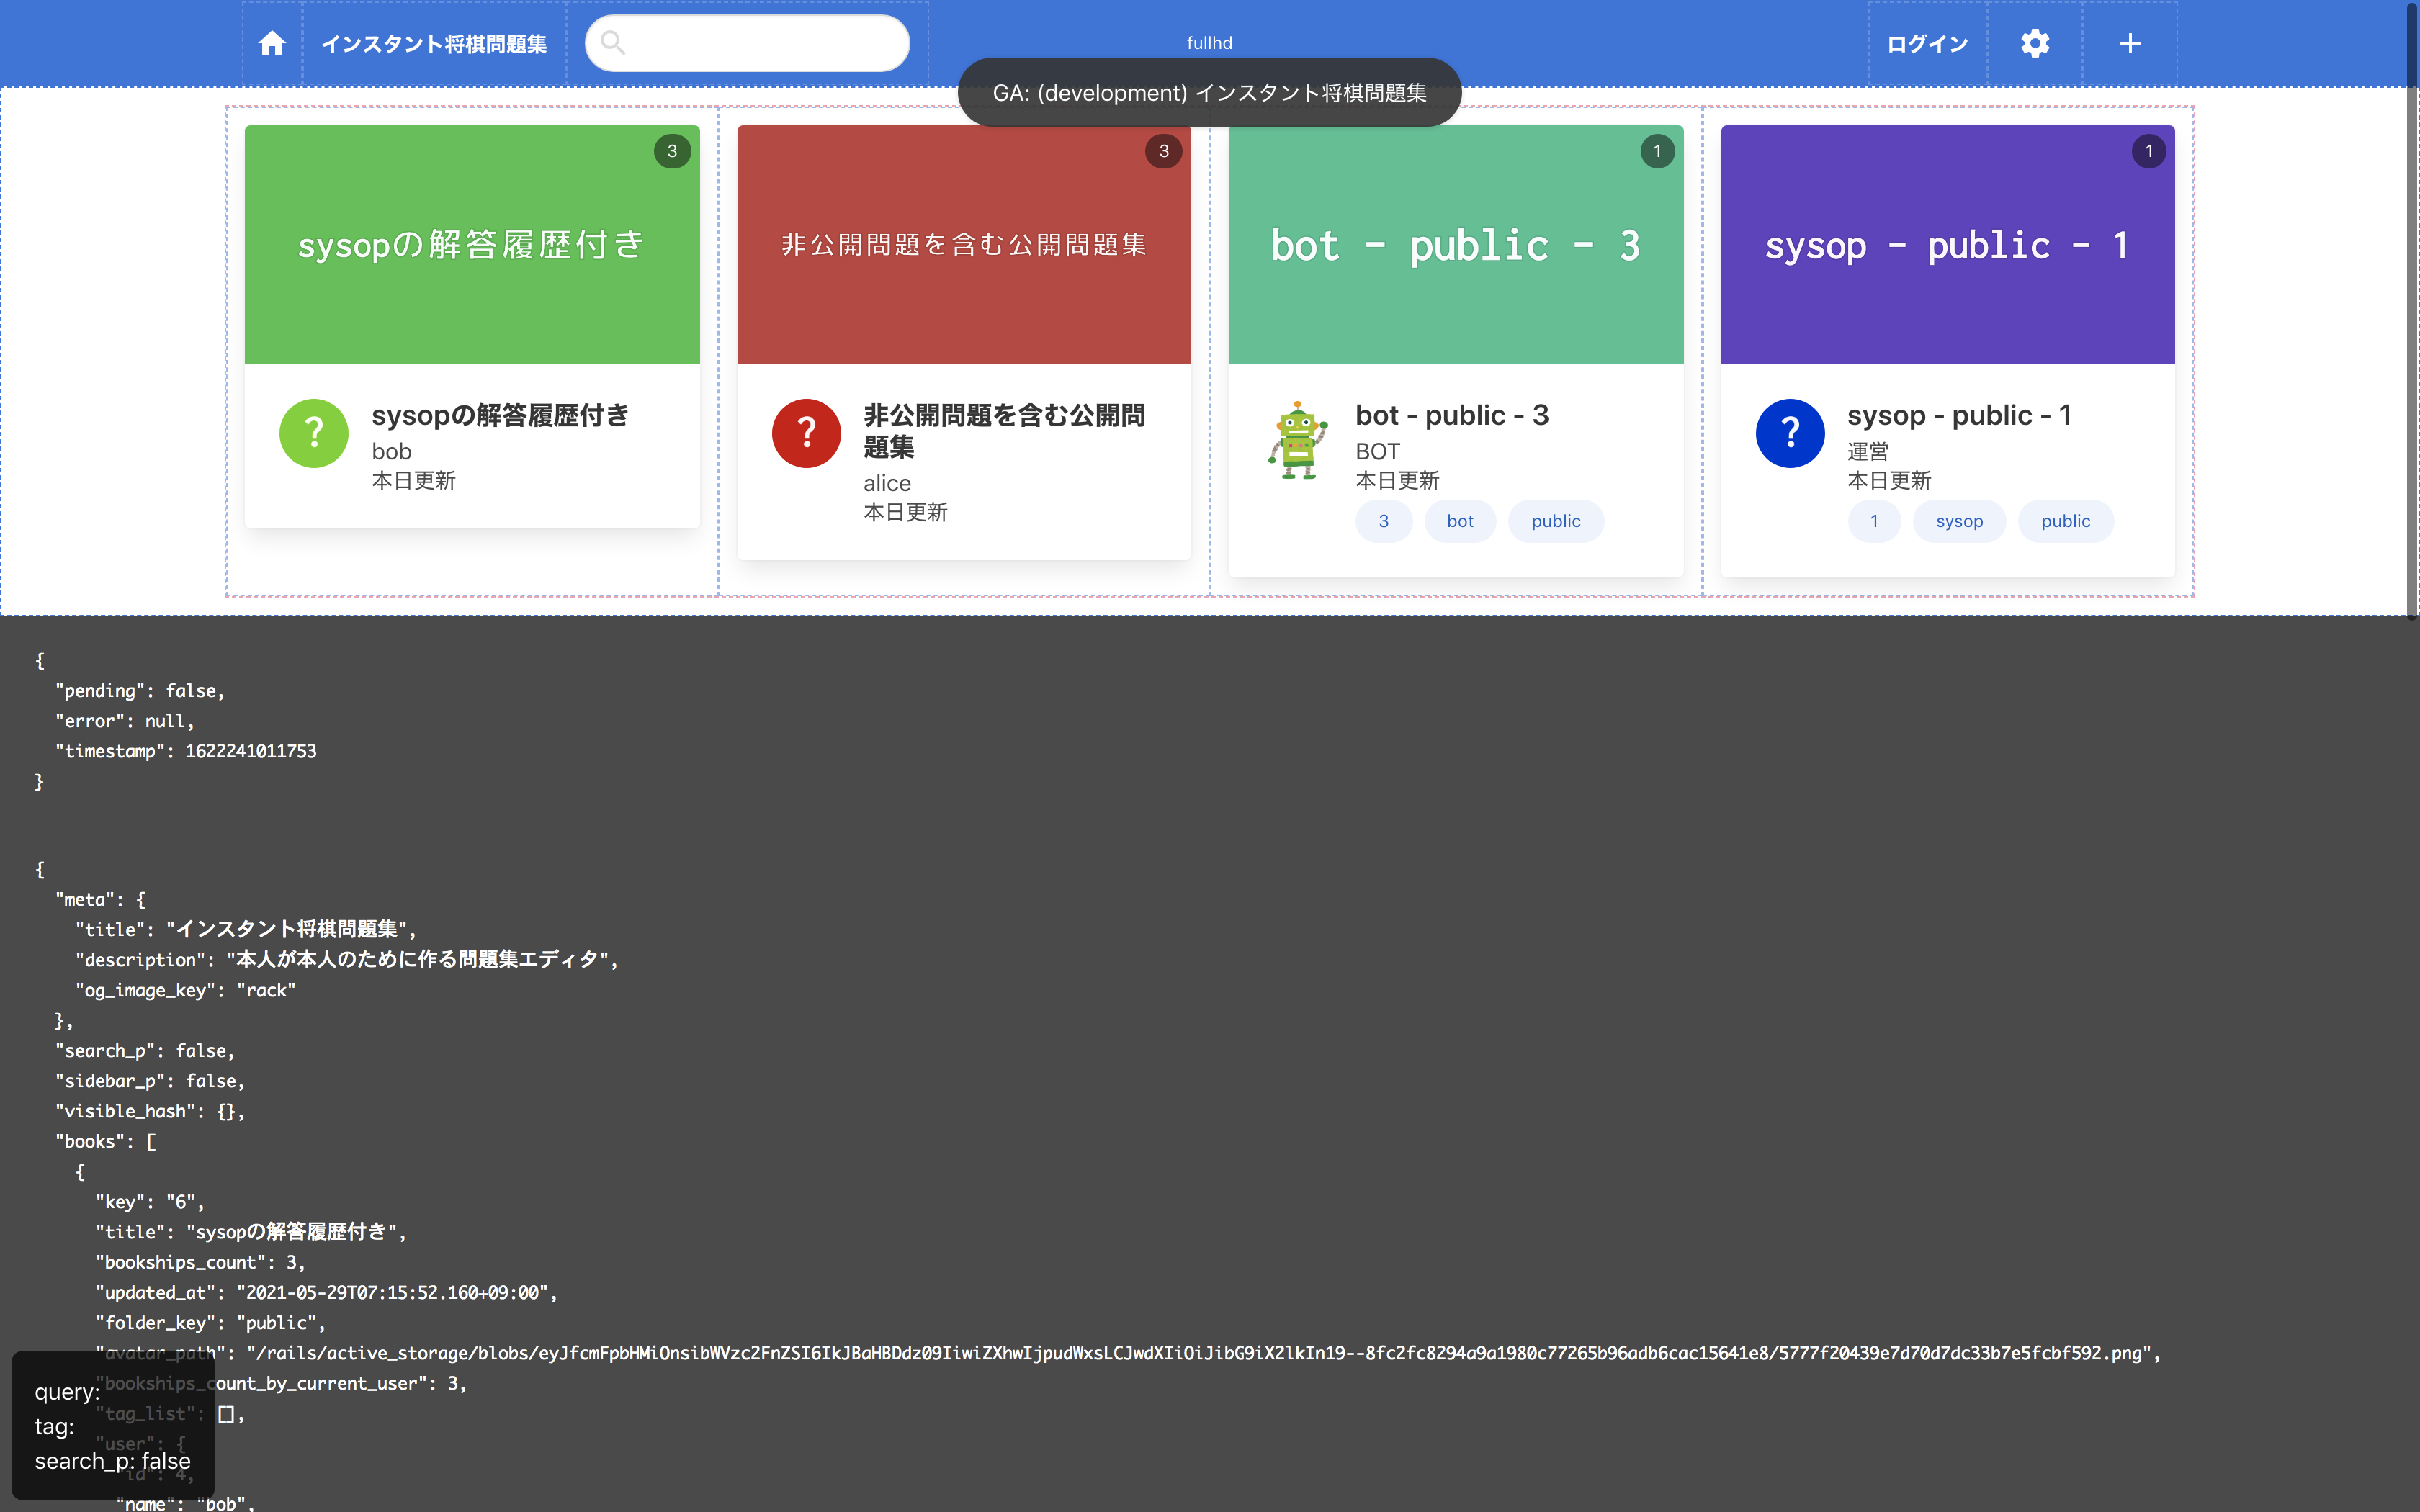 インスタント将棋問題集
fullhd
ログイン
GA: (development) インスタント将棋問題集
3
sysopの解答履歴付き
sysopの解答履歴付き
bob
本日更新
3
非公開問題を含む公開問題集
非公開問題を含む公開問
題集
alice
本日更新
1
bot - public - 3
bot - public - 3
BOT
本日更新
3 bot public
1
sysop - public - 1
sysop - public - 1
運営
本日更新
1 sysop public
{
"pending": false,
"error": null,
"timestamp": 1622241011753
}
{
"meta": {
"title": "インスタント将棋問題集",
"description": "本人が本人のために作る問題集エディタ",
"og_image_key": "rack"
},
"search_p": false,
"sidebar_p": false,
"visible_hash": {},
"books": [
{
"key": "6",
"title": "sysopの解答履歴付き",
"bookships_count": 3,
"updated_at": "2021-05-29T07:15:52.160+09:00",
"folder_key": "public",
"avatar_path": "/rails/active_storage/blobs/eyJfcmFpbHMiOnsibWVzc2FnZSI6IkJBaHBDdz09IiwiZXhwIjpudWxsLCJwdXIiOiJibG9iX2lkIn19--8fc2fc8294a9a1980c77265b96adb6cac15641e8/5777f20439e7d70d7dc33b7e5fcbf592.png",
"bookships_count_by_current_user": 3,
"tag_list": [],
"user": {
"id": 4,
"name": "bob",
query:
tag:
search_p: false